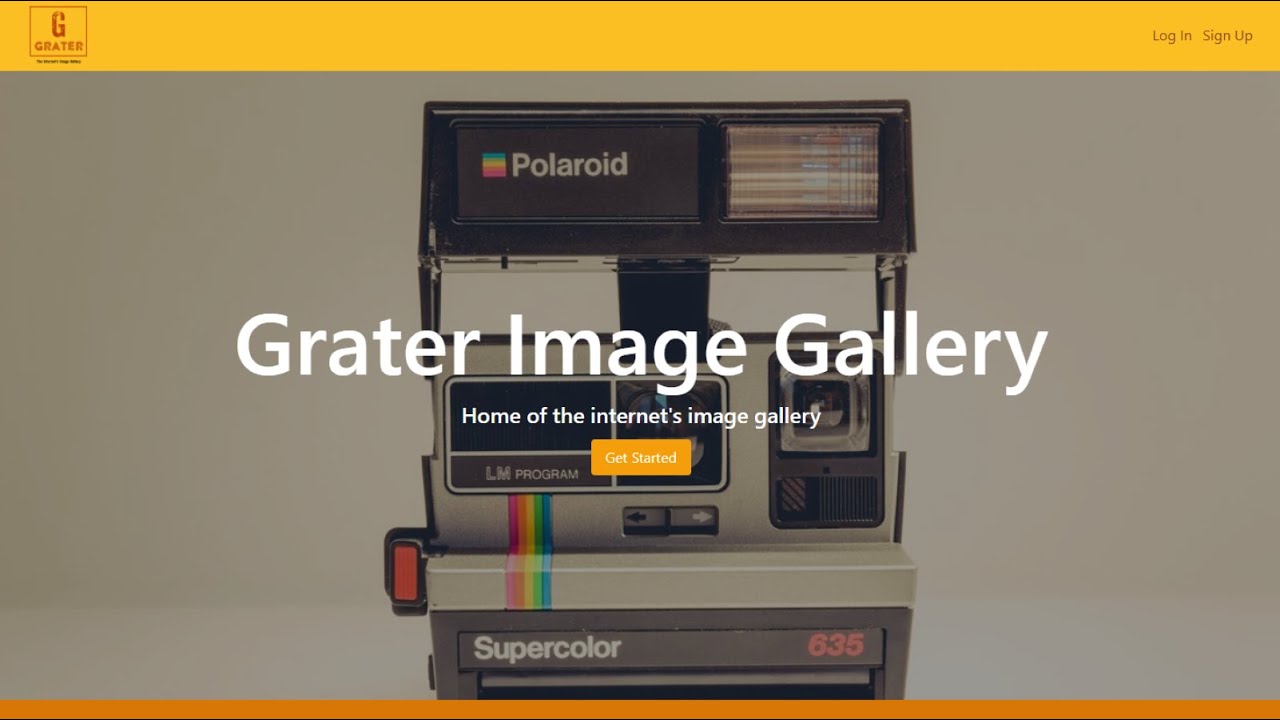 G
GRATER
The Internet's Image Gallery
Log In Sign Up
Polaroid
Grater Image Gallery
Home of the internet's image gallery
Get Started
LM PROGRAM
Supercolor 635